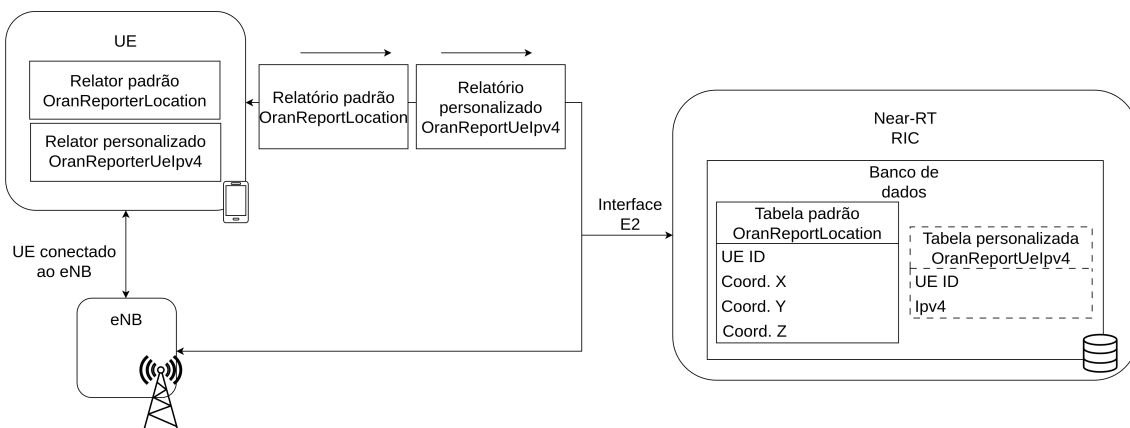 UE
Relator padrão
OranReporterLocation
Relator personalizado
OranReporterUeIpv4
Relatório padrão
OranReportLocation
Relatório
personalizado
OranReportUeIpv4
UE conectado
ao eNB
eNB
Interface
E2
Near-RT
RIC
Banco de
dados
Tabela padrão
OranReportLocation
UE ID
Coord. X
Coord. Y
Coord. Z
Tabela personalizada
OranReportUeIpv4
UE ID
Ipv4